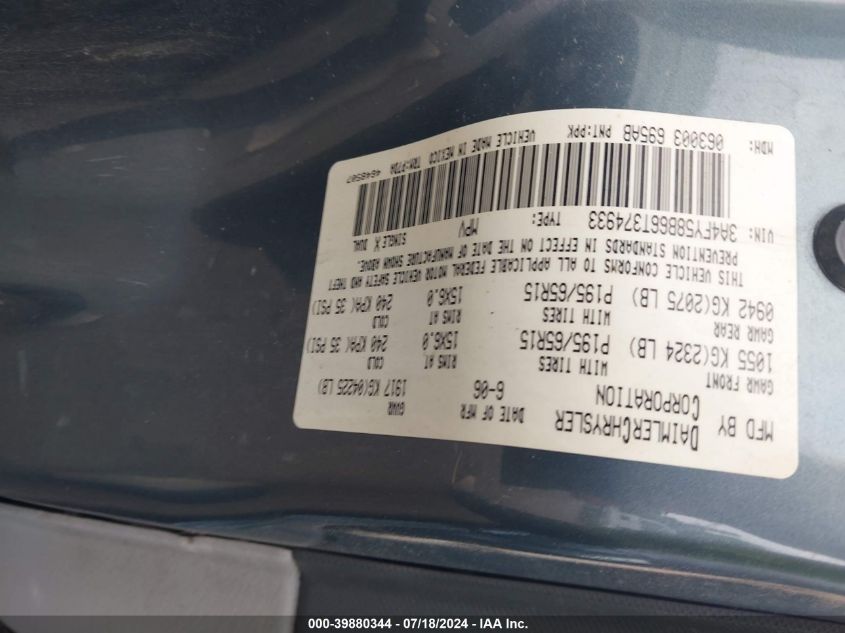 MFD BY DAIMLERCHRYSLER CORPORATION DATE OF MFR 6-06 GVWR 1917 KG(04225 LB)
GAWR FRONT WITH TIRES RIMS AT COLD
1055 KG(2324 LB) P195/65R15 15X6.0 240 KPA( 35 PSI)
GAWR REAR WITH TIRES RIMS AT COLD
0942 KG(2075 LB) P195/65R15 15X6.0 240 KPA( 35 PSI)
THIS VEHICLE CONFORMS TO ALL APPLICABLE FEDERAL MOTOR VEHICLE SAFETY AND THEFT
PREVENTION STANDARDS IN EFFECT ON THE DATE OF MANUFACTURE SHOWN ABOVE.
VIN: 3A4FY58B66T374933 TYPE: MPV SINGLE X DUAL
MDH: 063003 695AB PNT:PPK VEHICLE MADE IN MEXICO TRM:P7DA 4648507
000-39880344 - 07/18/2024 - IAA Inc.